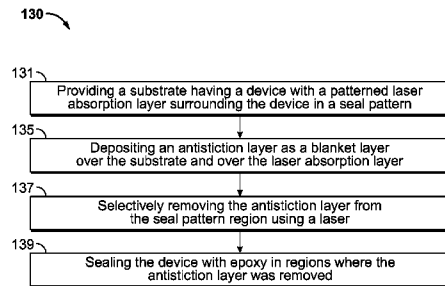 130
131
Providing a substrate having a device with a patterned laser
absorption layer surrounding the device in a seal pattern
135
Depositing an antistiction layer as a blanket layer
over the substrate and over the laser absorption layer
137
Selectively removing the antistiction layer from
the seal pattern region using a laser
139
Sealing the device with epoxy in regions where the
antistiction layer was removed